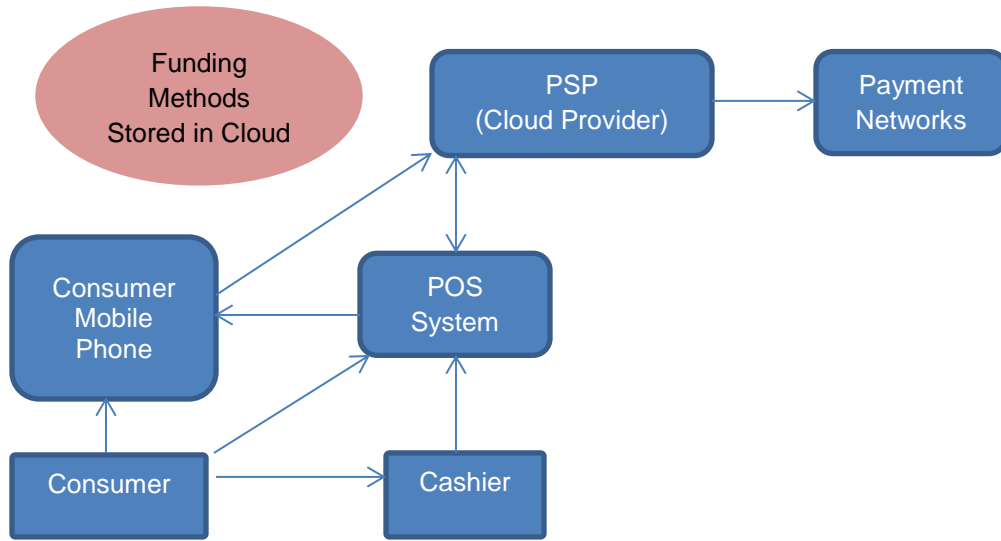 Funding
Methods
Stored in Cloud
PSP
(Cloud Provider)
Payment
Networks
Consumer
Mobile
Phone
POS
System
Consumer
Cashier